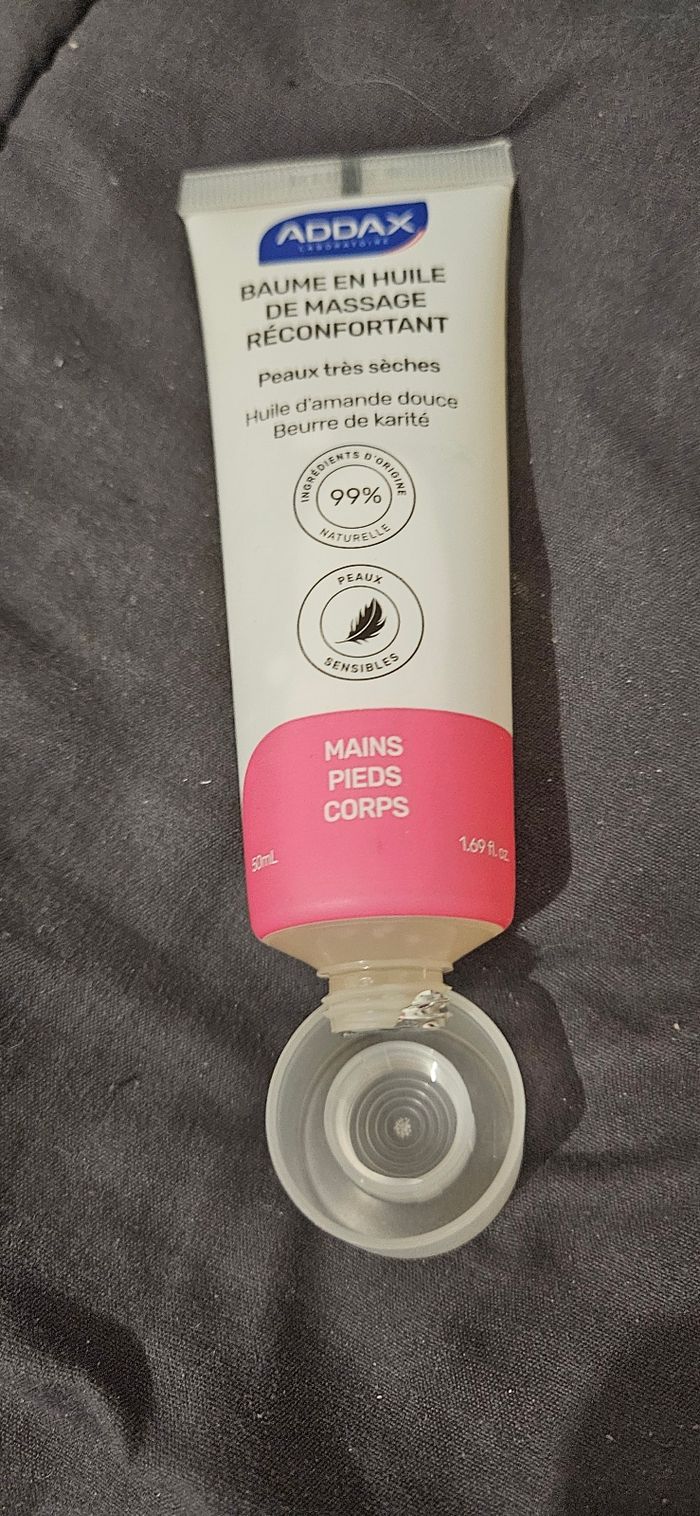 ADDAX
LABORATOIRE
BAUME EN HUILE
DE MASSAGE
RÉCONFORTANT
Peaux très sèches
Huile d'amande douce
Beurre de karité
INGRÉDIENTS D'ORIGINE
99%
NATURELLE
PEAUX
SENSIBLES
MAINS
PIEDS
CORPS
50mL 1.69 fl. oz